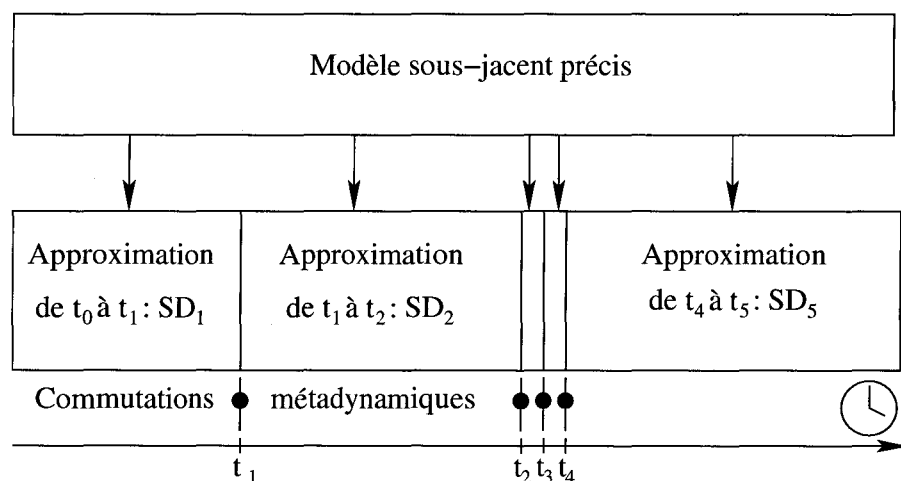 Modèle sous-jacent précis
Approximation
de t₀ à t₁ : SD₁
Approximation
de t₁ à t₂ : SD₂
Approximation
de t₄ à t₅ : SD₅
Commutations métadynamiques
t₁ t₂ t₃ t₄